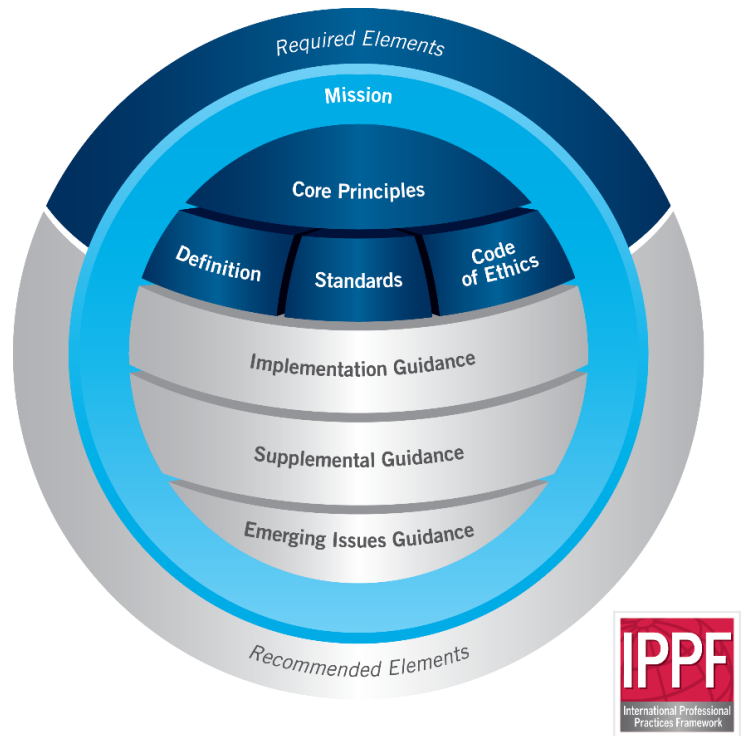 Required Elements
Mission
Core Principles
Definition
Standards
Code
of Ethics
Implementation Guidance
Supplemental Guidance
Emerging Issues Guidance
Recommended Elements
IPPF
International Professional
Practices Framework